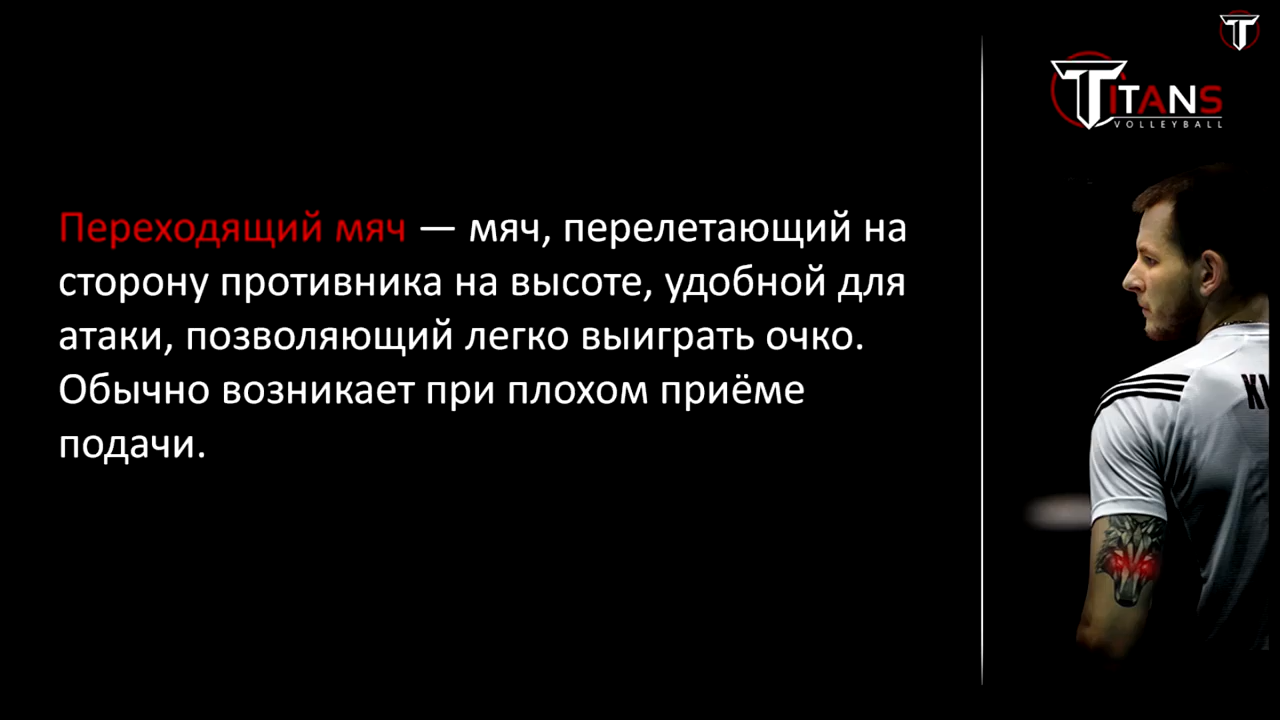 Переходящий мяч — мяч, перелетающий на
сторону противника на высоте, удобной для
атаки, позволяющий легко выиграть очко.
Обычно возникает при плохом приёме
подачи.
TITANS
VOLLEYBALL